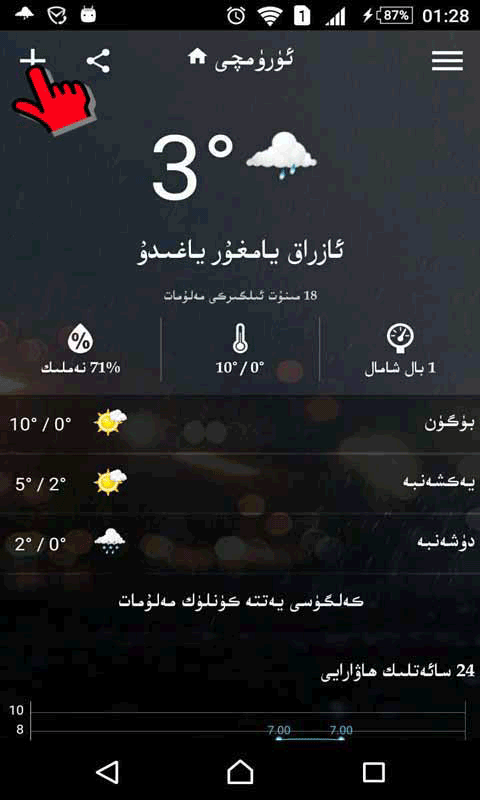 1 87% 01:28
ئۈرۈمچى
3°
ئازراق يامغۇر ياغىدۇ
18 مىنۇت ئىلگىركى مەلۇمات
71% نەملىك
10°/0°
1 بال شامال
بۈگۈن 10° / 0°
يەكشەنبە 5° / 2°
دۈشەنبە 2° / 0°
كەلگۈسى يەتتە كۈنلۈك مەلۇمات
24 سائەتلىك ھاۋارايى
10
8
7.00 7.00